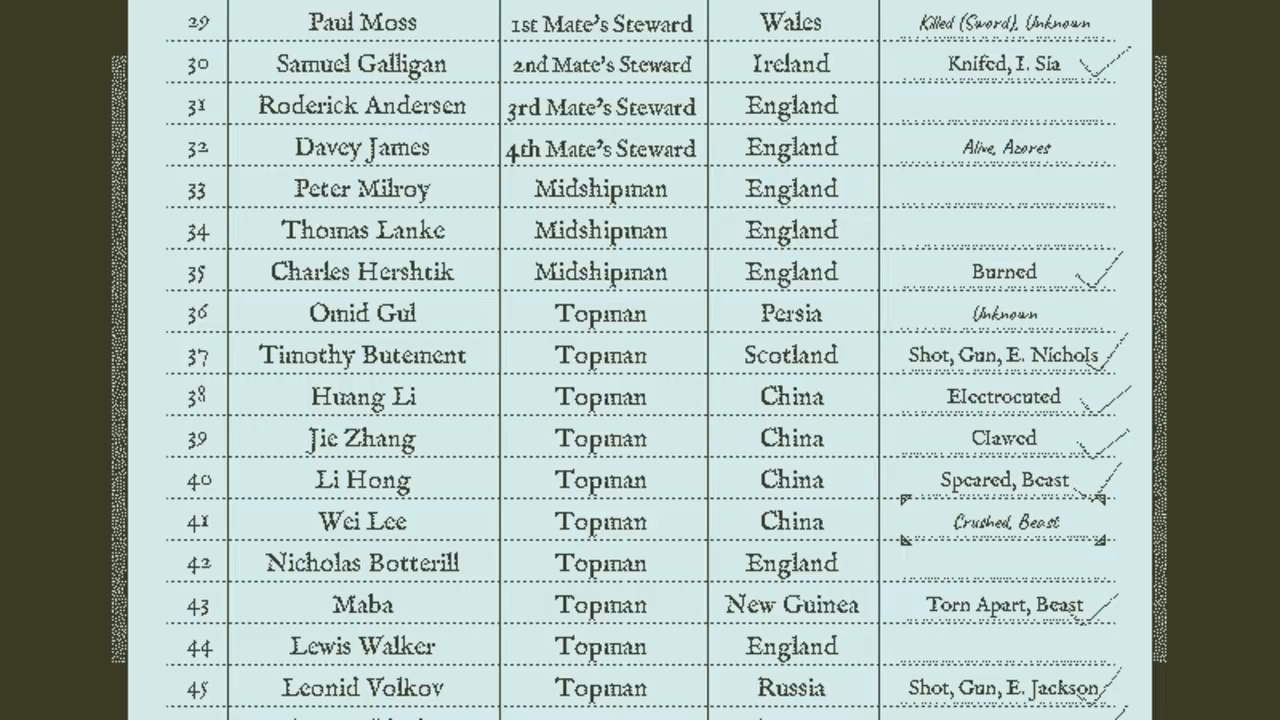 29 Paul Moss 1st Mate's Steward Wales Killed (Sword), Unknown
30 Samuel Galligan 2nd Mate's Steward Ireland Knifed, I. Sia
31 Roderick Andersen 3rd Mate's Steward England
32 Davey James 4th Mate's Steward England Alive, Azores
33 Peter Milroy Midshipman England
34 Thomas Lanke Midshipman England
35 Charles Hershtik Midshipman England Burned
36 Omid Gul Topman Persia Unknown
37 Timothy Butement Topman Scotland Shot, Gun, E. Nichols
38 Huang Li Topman China Electrocuted
39 Jie Zhang Topman China Clawed
40 Li Hong Topman China Speared, Beast
41 Wei Lee Topman China Crushed, Beast
42 Nicholas Botterill Topman England
43 Maba Topman New Guinea Torn Apart, Beast
44 Lewis Walker Topman England
45 Leonid Volkov Topman Russia Shot, Gun, E. Jackson